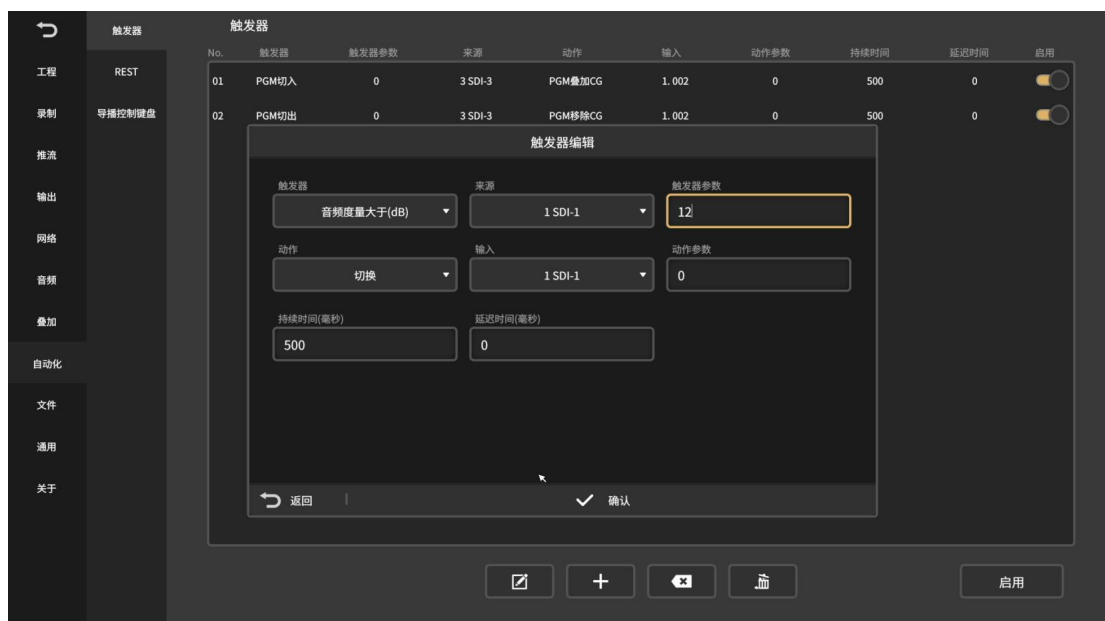 触发器
触发器
No. 触发器 触发器参数 来源 动作 输入 动作参数 持续时间 延迟时间 启用
工程 REST
01 PGM切入 0 3 SDI-3 PGM叠加CG 1. 002 0 500 0
录制 导播控制键盘
02 PGM切出 0 3 SDI-3 PGM移除CG 1. 002 0 500 0
推流
输出
网络
音频
叠加
自动化
文件
通用
关于
触发器编辑
触发器 来源 触发器参数
音频度量大于(dB) 1 SDI-1 12
动作 输入 动作参数
切换 1 SDI-1 0
持续时间(毫秒) 延迟时间(毫秒)
500 0
返回 确认
启用